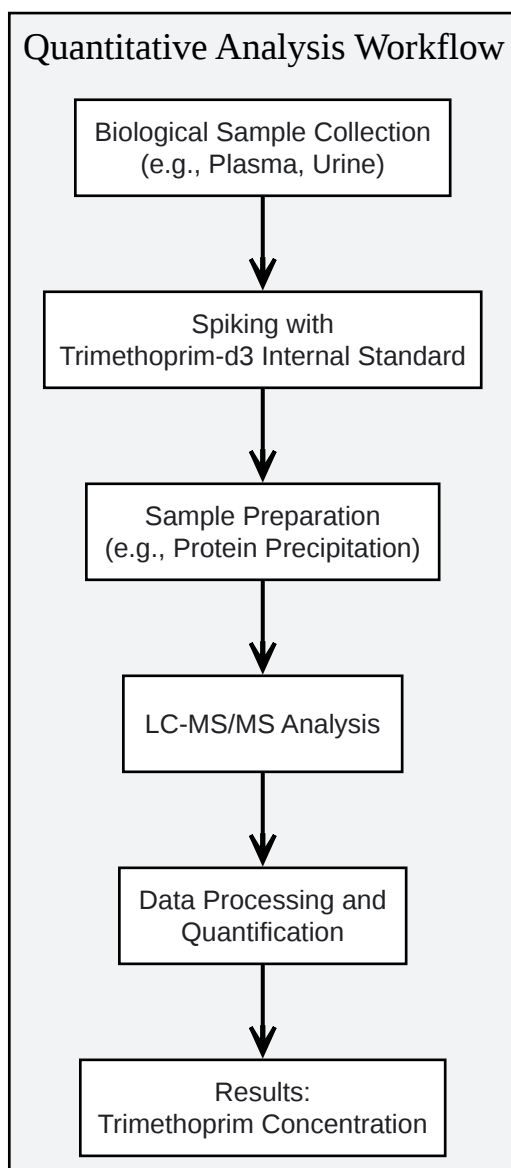 Quantitative Analysis Workflow
Biological Sample Collection
(e.g., Plasma, Urine)
Spiking with
Trimethoprim-d3 Internal Standard
Sample Preparation
(e.g., Protein Precipitation)
LC-MS/MS Analysis
Data Processing and
Quantification
Results:
Trimethoprim Concentration